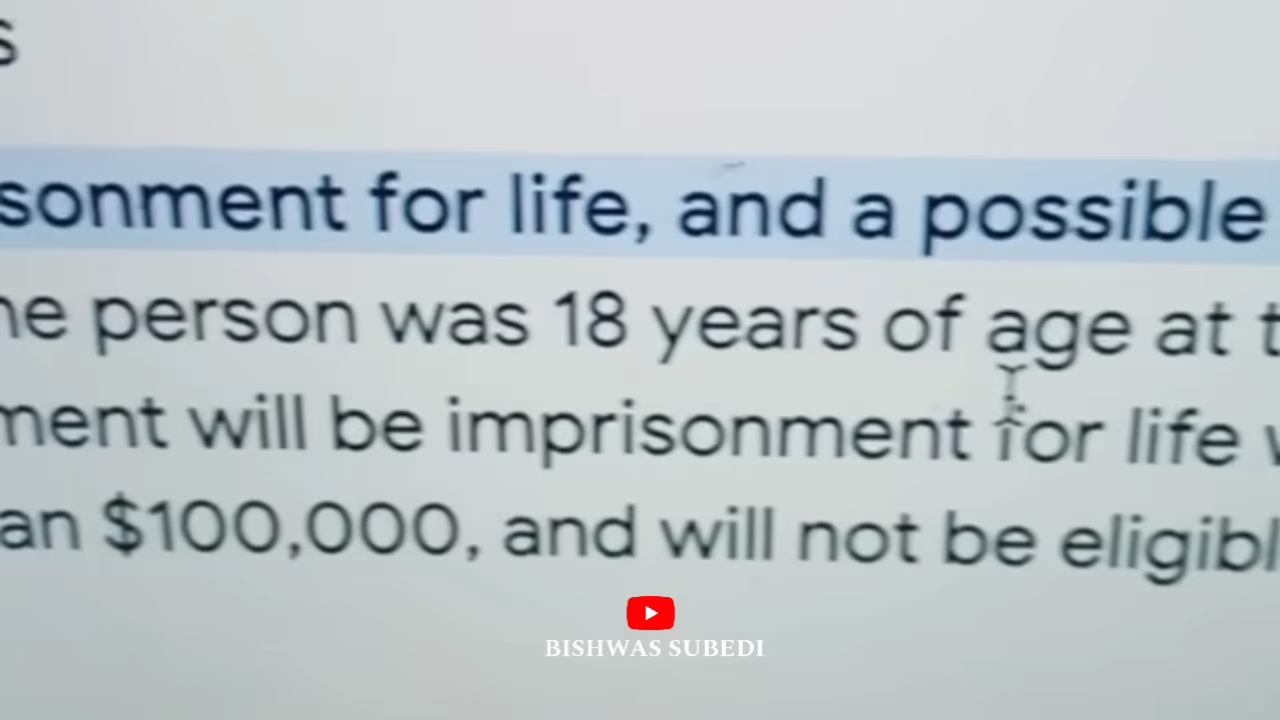 s
sonment for life, and a possible
ne person was 18 years of age at t
ment will be imprisonment for life w
an $100,000, and will not be eligibl
BISHWAS SUBEDI